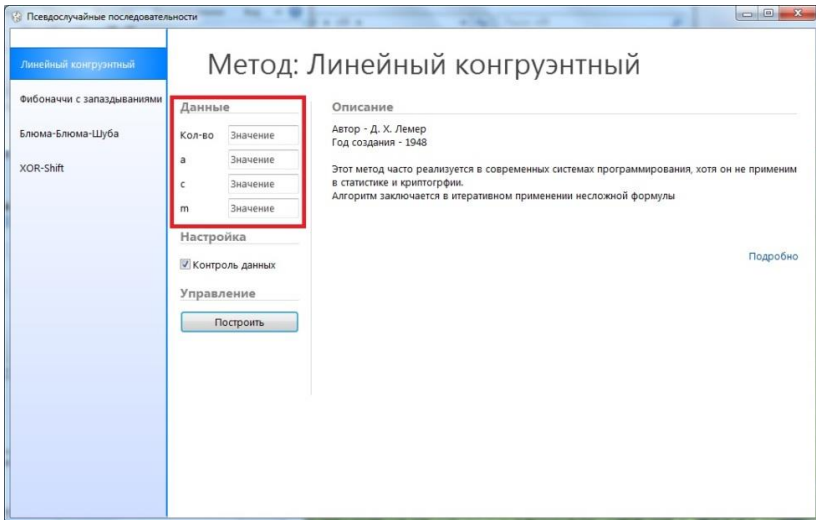 Псевдослучайные последовательности
Линейный конгруэнтный
Фибоначчи с запаздываниями
Блюма-Блюма-Шуба
XOR-Shift
Метод: Линейный конгруэнтный
Данные
Кол-во Значение
a Значение
c Значение
m Значение
Настройка
Контроль данных
Управление
Построить
Описание
Автор - Д. Х. Лемер
Год создания - 1948
Этот метод часто реализуется в современных системах программирования, хотя он не применим
в статистике и криптогрфии.
Алгоритм заключается в итеративном применении несложной формулы
Подробно